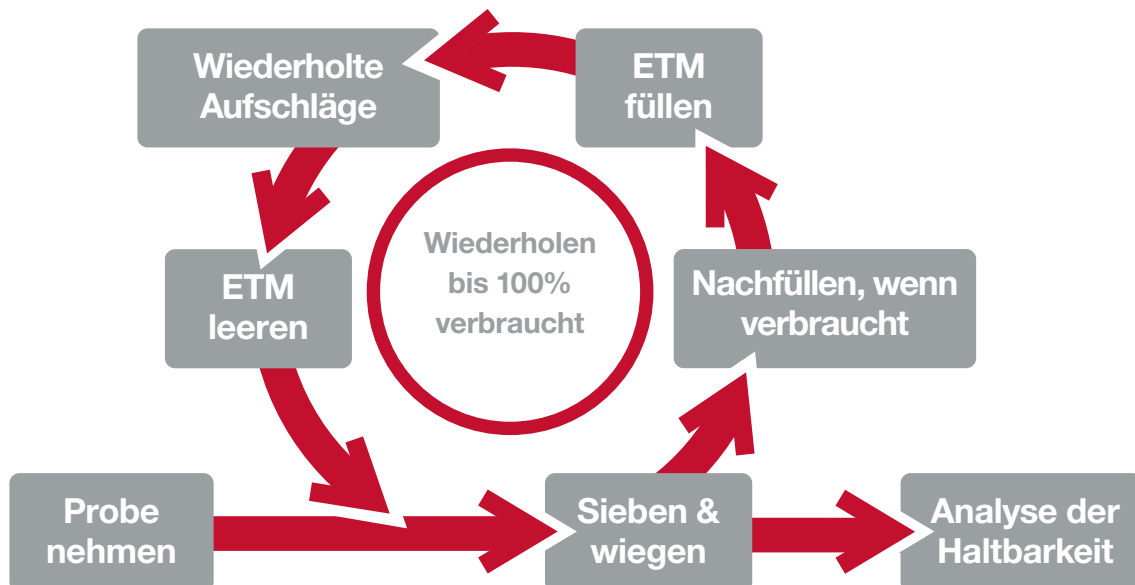 Wiederholte
Aufschläge
ETM
füllen
Wiederholen
bis 100%
verbraucht
ETM
leeren
Nachfüllen, wenn
verbraucht
Probe
nehmen
Sieben &
wiegen
Analyse der
Haltbarkeit